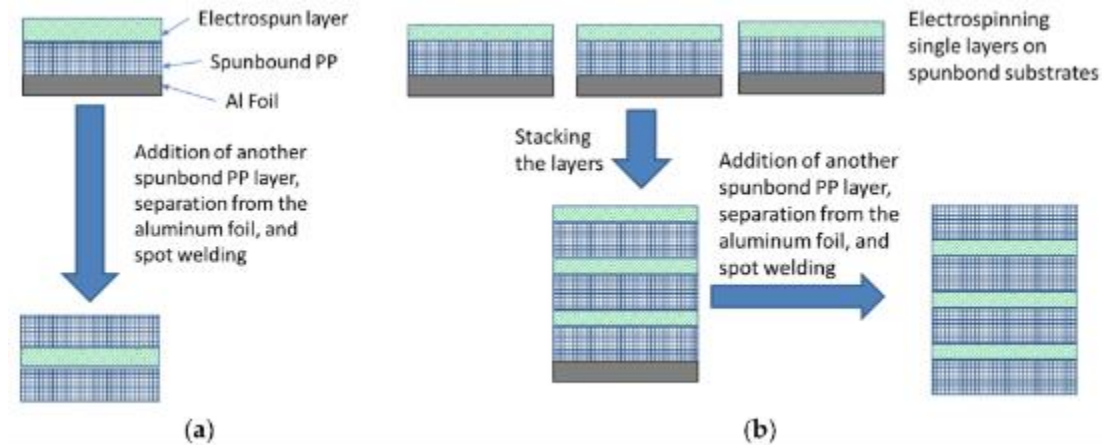 Electrospun layer
Spunbound PP
Al Foil
Addition of another
spunbond PP layer,
separation from the
aluminum foil, and
spot welding
(a)
Electrospinning
single layers on
spunbond substrates
Stacking
the layers
Addition of another
spunbond PP layer,
separation from the
aluminum foil, and
spot welding
(b)